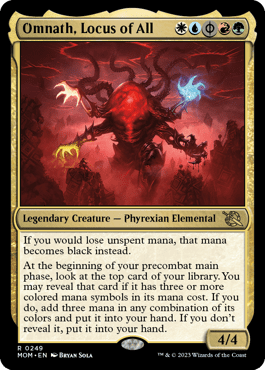 Omnath, Locus of All
Legendary Creature — Phyrexian Elemental
If you would lose unspent mana, that mana
becomes black instead.
At the beginning of your precombat main
phase, look at the top card of your library. You
may reveal that card if it has three or more
colored mana symbols in its mana cost. If you
do, add three mana in any combination of its
colors and put it into your hand. If you don't
reveal it, put it into your hand.
4/4
R 0249
MOM • EN BRYAN SOLA
™ & © 2023 Wizards of the Coast